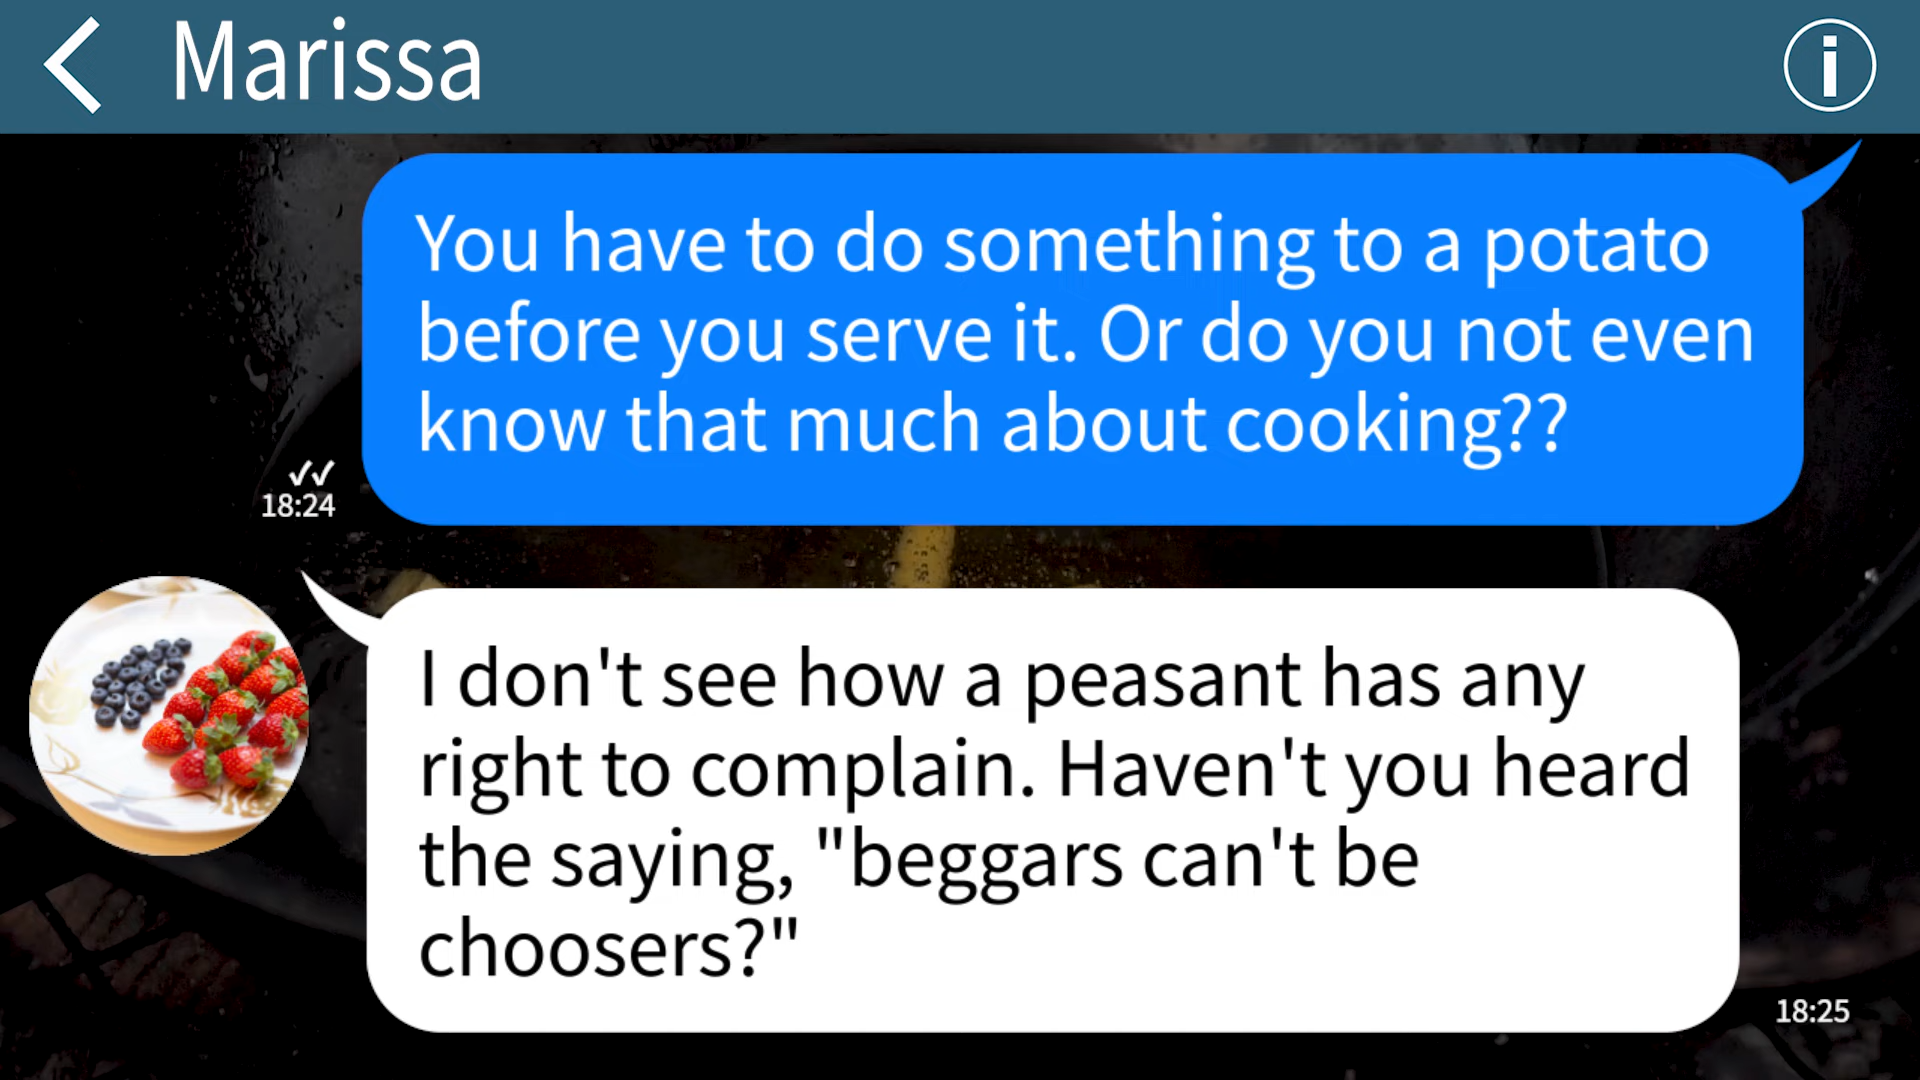 Marissa
You have to do something to a potato
before you serve it. Or do you not even
know that much about cooking??
18:24
I don't see how a peasant has any
right to complain. Haven't you heard
the saying, "beggars can't be
choosers?"
18:25